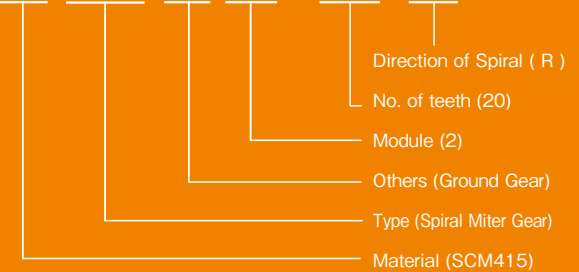 Direction of Spiral ( R )
No. of teeth (20)
Module (2)
Others (Ground Gear)
Type (Spiral Miter Gear)
Material (SCM415)